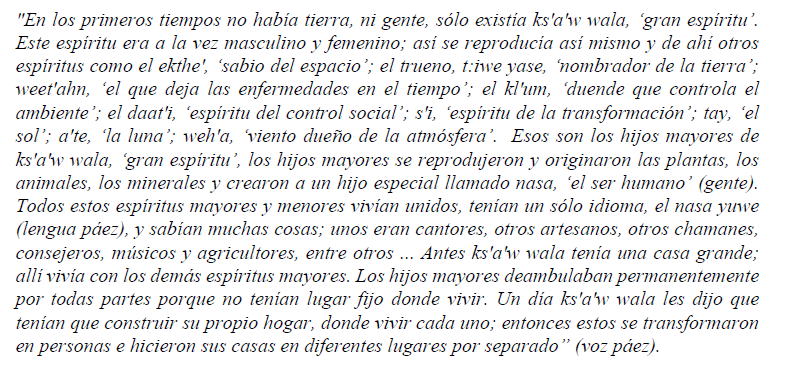 "En los primeros tiempos no había tierra, ni gente, sólo existía ks'a'w wala, ‘gran espíritu’.
Este espíritu era a la vez masculino y femenino; así se reproducía así mismo y de ahí otros
espíritus como el ekthe', ‘sabio del espacio’; el trueno, t:iwe yase, ‘nombrador de la tierra’;
weet'ahn, ‘el que deja las enfermedades en el tiempo’; el kl'um, ‘duende que controla el
ambiente’; el daat'i, ‘espíritu del control social’; s'i, ‘espíritu de la transformación’; tay, ‘el
sol’; a'te, ‘la luna’; weh'a, ‘viento dueño de la atmósfera’. Esos son los hijos mayores de
ks'a'w wala, ‘gran espíritu’, los hijos mayores se reprodujeron y originaron las plantas, los
animales, los minerales y crearon a un hijo especial llamado nasa, ‘el ser humano’ (gente).
Todos estos espíritus mayores y menores vivían unidos, tenían un sólo idioma, el nasa yuwe
(lengua páez), y sabían muchas cosas; unos eran cantores, otros artesanos, otros chamanes,
consejeros, músicos y agricultores, entre otros ... Antes ks'a'w wala tenía una casa grande;
allí vivía con los demás espíritus mayores. Los hijos mayores deambulaban permanentemente
por todas partes porque no tenían lugar fijo donde vivir. Un día ks'a'w wala les dijo que
tenían que construir su propio hogar, donde vivir cada uno; entonces estos se transformaron
en personas e hicieron sus casas en diferentes lugares por separado” (voz páez).